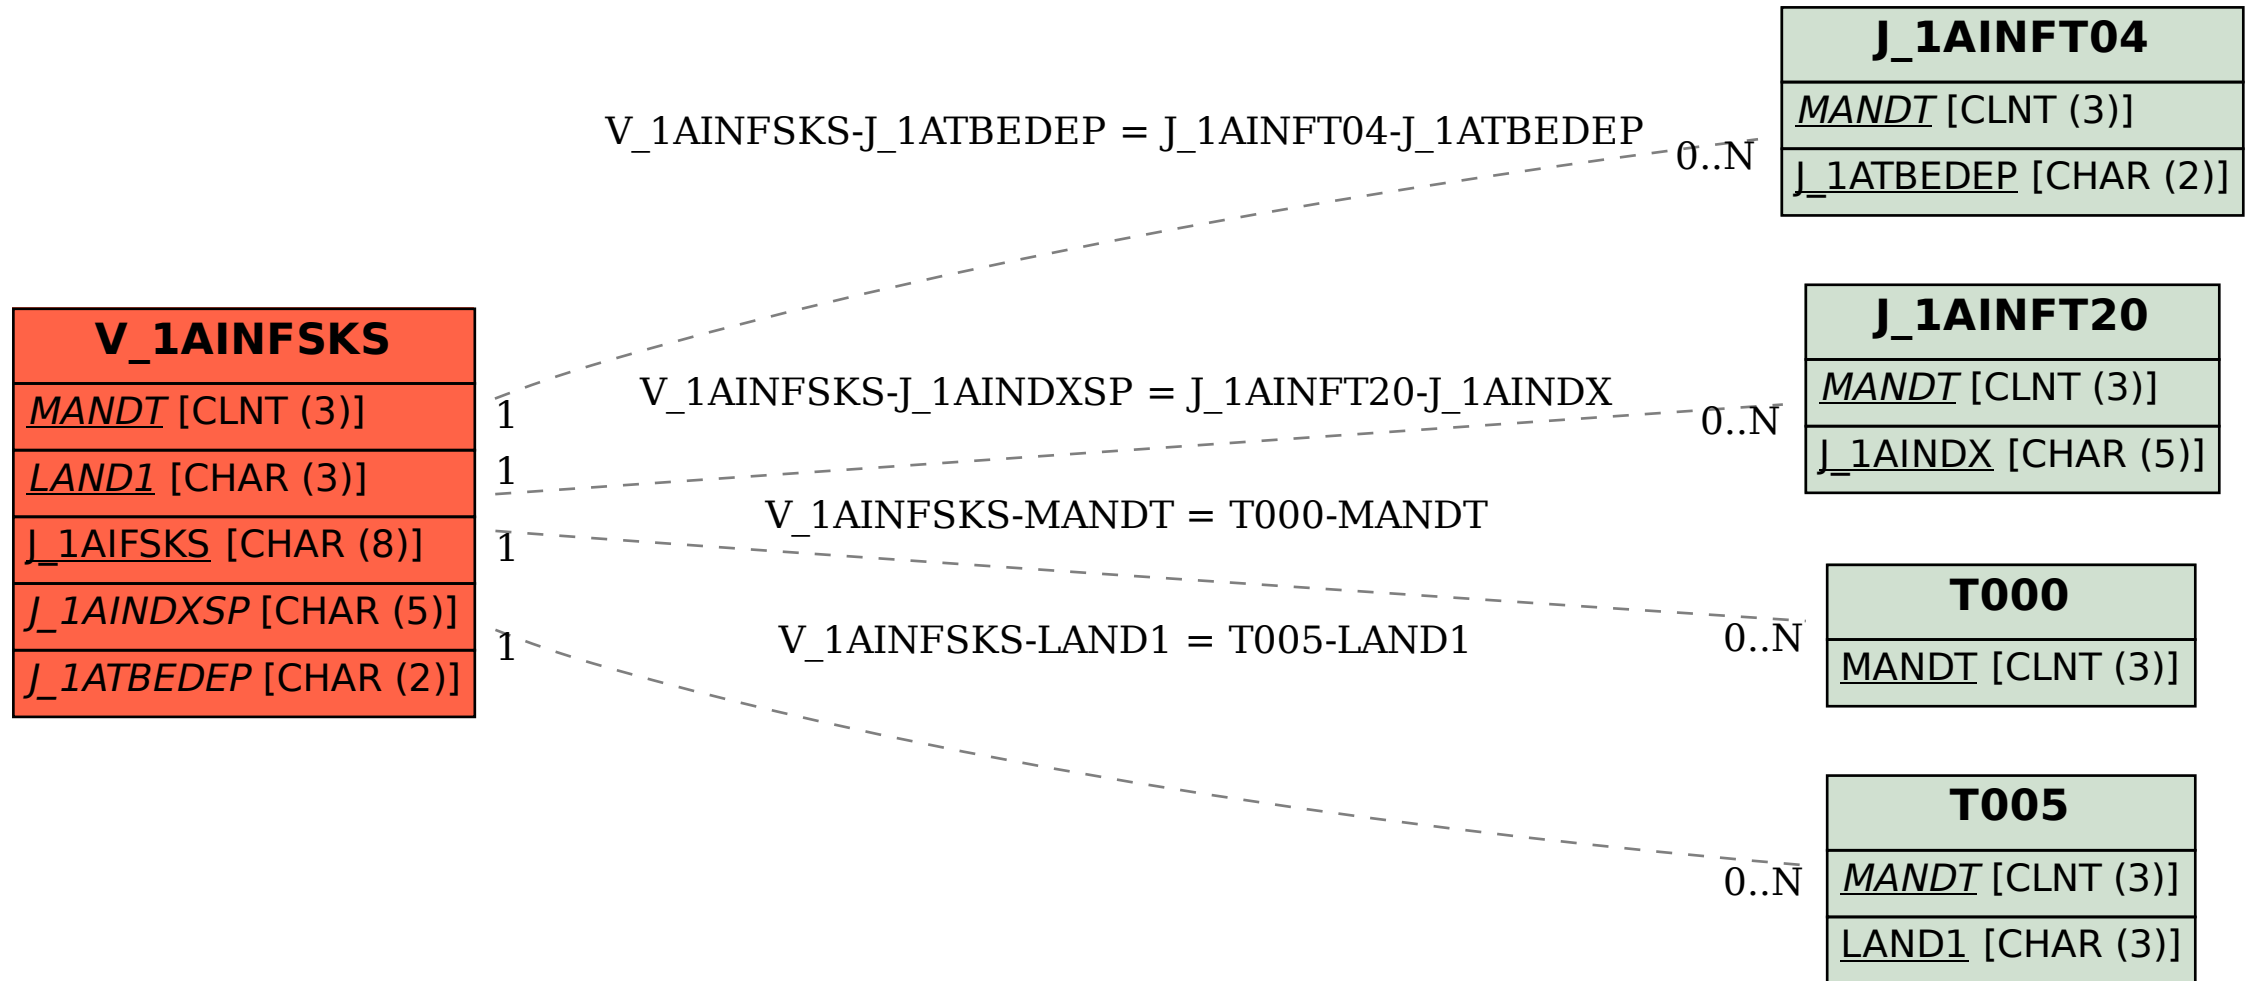 V_1AINFSKS
MANDT [CLNT (3)]
LAND1 [CHAR (3)]
J_1AIFSKS [CHAR (8)]
J_1AINDXSP [CHAR (5)]
J_1ATBEDEP [CHAR (2)]
V_1AINFSKS-J_1ATBEDEP = J_1AINFT04-J_1ATBEDEP
0..N
1
V_1AINFSKS-J_1AINDXSP = J_1AINFT20-J_1AINDX
0..N
1
V_1AINFSKS-MANDT = T000-MANDT
0..N
1
V_1AINFSKS-LAND1 = T005-LAND1
0..N
1
J_1AINFT04
MANDT [CLNT (3)]
J_1ATBEDEP [CHAR (2)]
J_1AINFT20
MANDT [CLNT (3)]
J_1AINDX [CHAR (5)]
T000
MANDT [CLNT (3)]
T005
MANDT [CLNT (3)]
LAND1 [CHAR (3)]